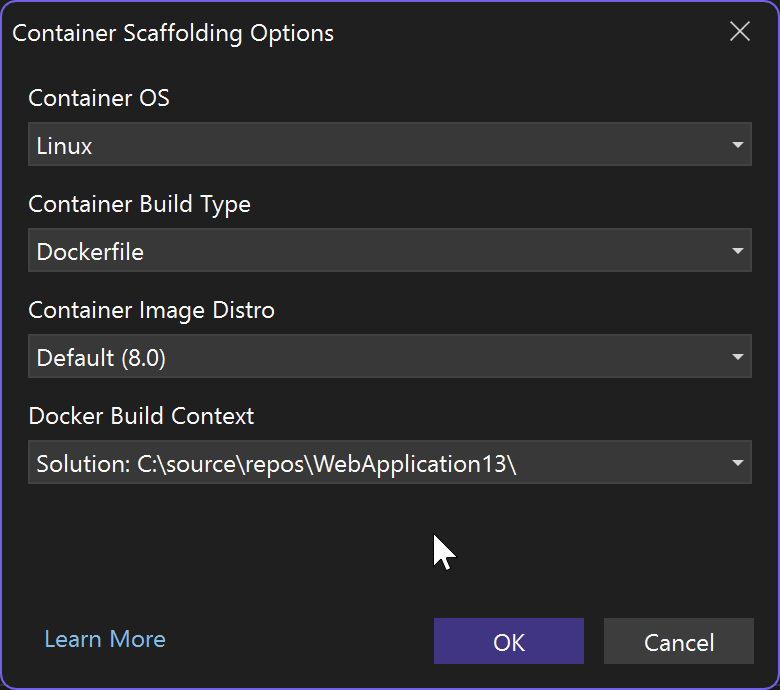 Container Scaffolding Options
Container OS
Linux
Container Build Type
Dockerfile
Container Image Distro
Default (8.0)
Docker Build Context
Solution: C:\source\repos\WebApplication13\
Learn More
OK
Cancel